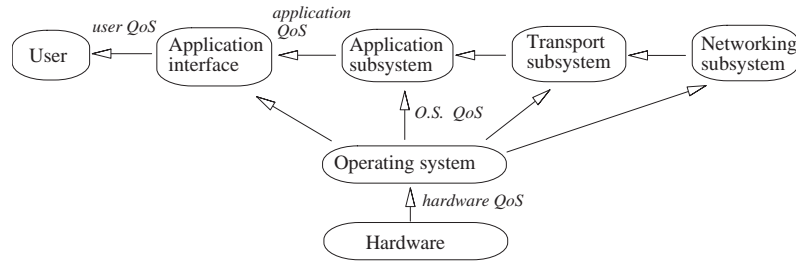 user QoS
application
QoS
User
Application
interface
Application
subsystem
Transport
subsystem
Networking
subsystem
O.S. QoS
Operating system
hardware QoS
Hardware